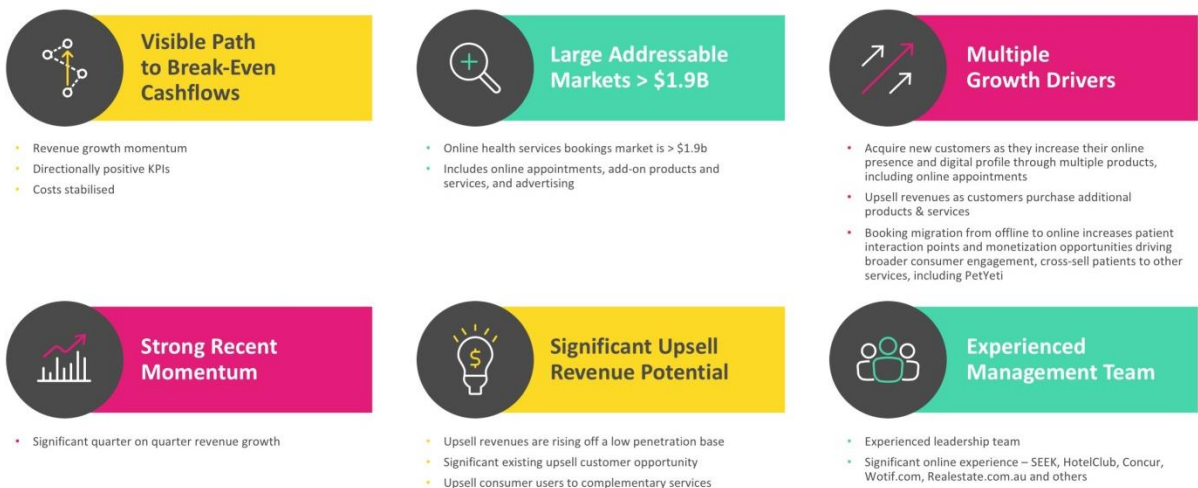 Visible Path
to Break-Even
Cashflows
• Revenue growth momentum
• Directionally positive KPIs
• Costs stabilised
Large Addressable
Markets > $1.9B
• Online health services bookings market is > $1.9b
• Includes online appointments, add-on products and
services, and advertising
Multiple
Growth Drivers
• Acquire new customers as they increase their online
presence and digital profile through multiple products,
including online appointments
• Upsell revenues as customers purchase additional
products & services
• Booking migration from offline to online increases patient
interaction points and monetization opportunities driving
broader consumer engagement, cross-sell patients to other
services, including PetYeti
Strong Recent
Momentum
• Significant quarter on quarter revenue growth
$
Significant Upsell
Revenue Potential
• Upsell revenues are rising off a low penetration base
• Significant existing upsell customer opportunity
• Upsell consumer users to complementary services
Experienced
Management Team
• Experienced leadership team
• Significant online experience – SEEK, HotelClub, Concur,
Wotif.com, Realestate.com.au and others